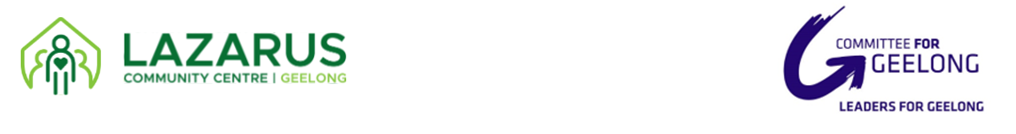 LAZARUS
COMMUNITY CENTRE | GEELONG
COMMITTEE FOR
GEELONG
LEADERS FOR GEELONG